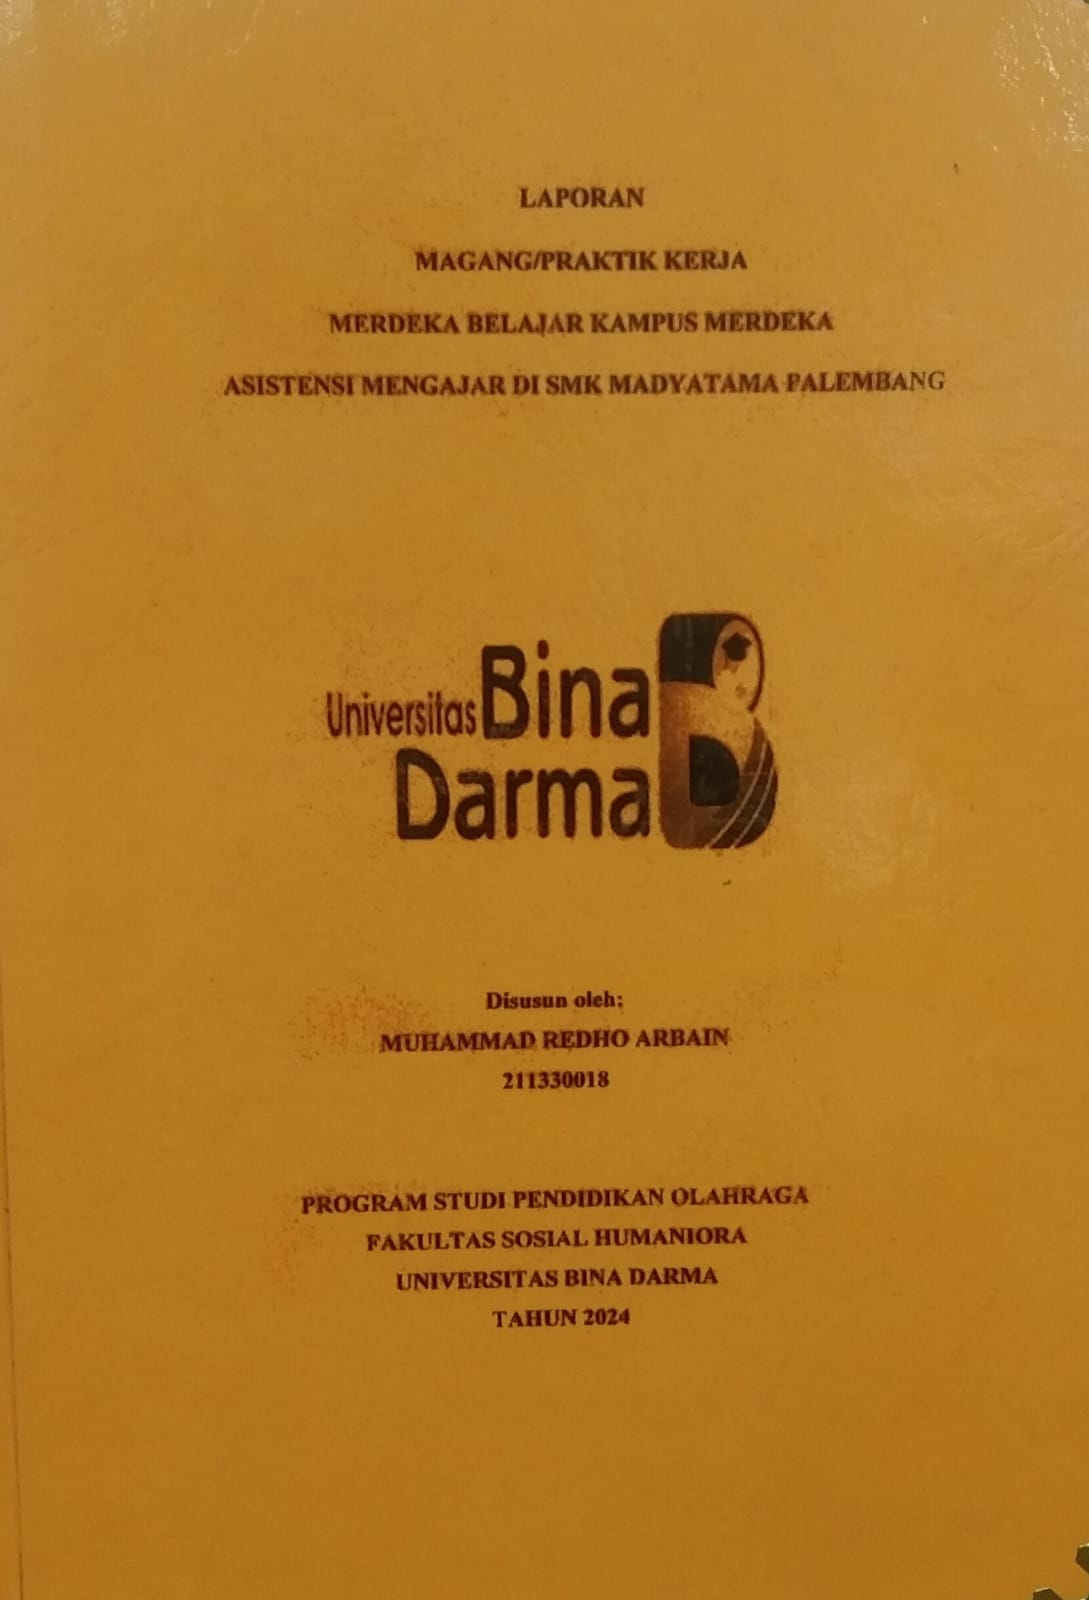 LAPORAN
MAGANG/PRAKTIK KERJA
MERDEKA BELAJAR KAMPUS MERDEKA
ASISTENSI MENGAJAR DI SMK MADYATAMA PALEMBANG
Universitas Bina
Darma
Disusun oleh:
MUHAMMAD REDHO ARBAIN
211330018
PROGRAM STUDI PENDIDIKAN OLAHRAGA
FAKULTAS SOSIAL HUMANIORA
UNIVERSITAS BINA DARMA
TAHUN 2024